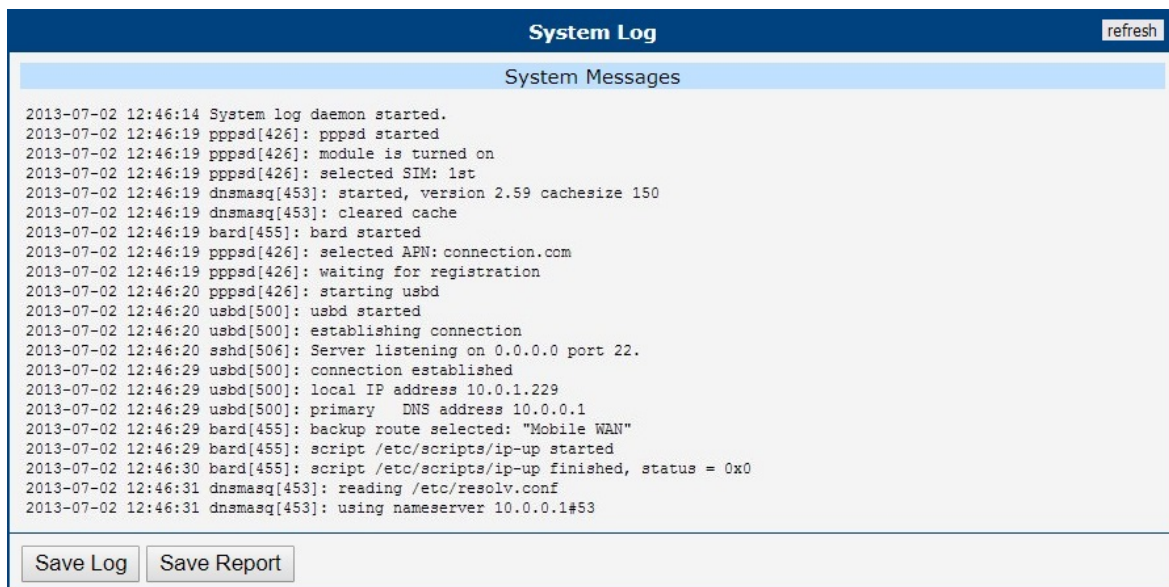 System Log
refresh
System Messages
2013-07-02 12:46:14 System log daemon started.
2013-07-02 12:46:19 pppsd[426]: pppsd started
2013-07-02 12:46:19 pppsd[426]: module is turned on
2013-07-02 12:46:19 pppsd[426]: selected SIM: 1st
2013-07-02 12:46:19 dnsmasq[453]: started, version 2.59 cachesize 150
2013-07-02 12:46:19 dnsmasq[453]: cleared cache
2013-07-02 12:46:19 bard[455]: bard started
2013-07-02 12:46:19 pppsd[426]: selected APN: connection.com
2013-07-02 12:46:19 pppsd[426]: waiting for registration
2013-07-02 12:46:20 pppsd[426]: starting usbd
2013-07-02 12:46:20 usbd[500]: usbd started
2013-07-02 12:46:20 usbd[500]: establishing connection
2013-07-02 12:46:20 sshd[506]: Server listening on 0.0.0.0 port 22.
2013-07-02 12:46:29 usbd[500]: connection established
2013-07-02 12:46:29 usbd[500]: local IP address 10.0.1.229
2013-07-02 12:46:29 usbd[500]: primary   DNS address 10.0.0.1
2013-07-02 12:46:29 bard[455]: backup route selected: "Mobile WAN"
2013-07-02 12:46:29 bard[455]: script /etc/scripts/ip-up started
2013-07-02 12:46:30 bard[455]: script /etc/scripts/ip-up finished, status = 0x0
2013-07-02 12:46:31 dnsmasq[453]: reading /etc/resolv.conf
2013-07-02 12:46:31 dnsmasq[453]: using nameserver 10.0.0.1#53
Save Log
Save Report